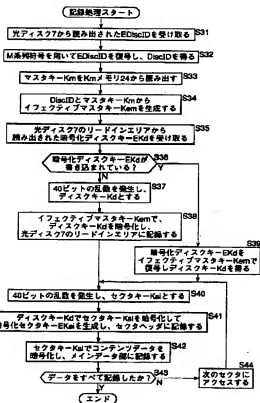 記録処理スタート
光ディスク7から読み出されたEDiscIDを受け取る S31
M系列符号を用いてEDiscIDを復号し、DiscIDを得る S32
マスタキKmをKmメモリ24から読み出す S33
DiscIDとマスタキKmから
イフェクティブマスタキKemを生成する S34
光ディスク7のリードインエリアから
読み出された暗号化ディスクキーEKdを受け取る S35
暗号化ディスクキーEKdが
書き込まれている? S36
Y
N
40ビットの乱数を発生し、
ディスクKdとする S37
イフェクティブマスタキKemで、
ディスクKdを暗号化し、
光ディスク7のリードインエリアに記録する S38
暗号化ディスクキーEKdを
イフェクティブマスタキKemで
復号しディスクキーKdを得る S39
40ビットの乱数を発生し、セクタキKsiとする S40
ディスクKdでセクタキKsiを暗号化して
暗号化セクタキEKsiを生成し、セクタヘッダに記録する S41
セクタキKsiでコンテンツデータを
暗号化し、メインデータ部に記録する S42
データをすべて記録したか? S43
N
Y
次のセクタに
アクセスする S44
エンド